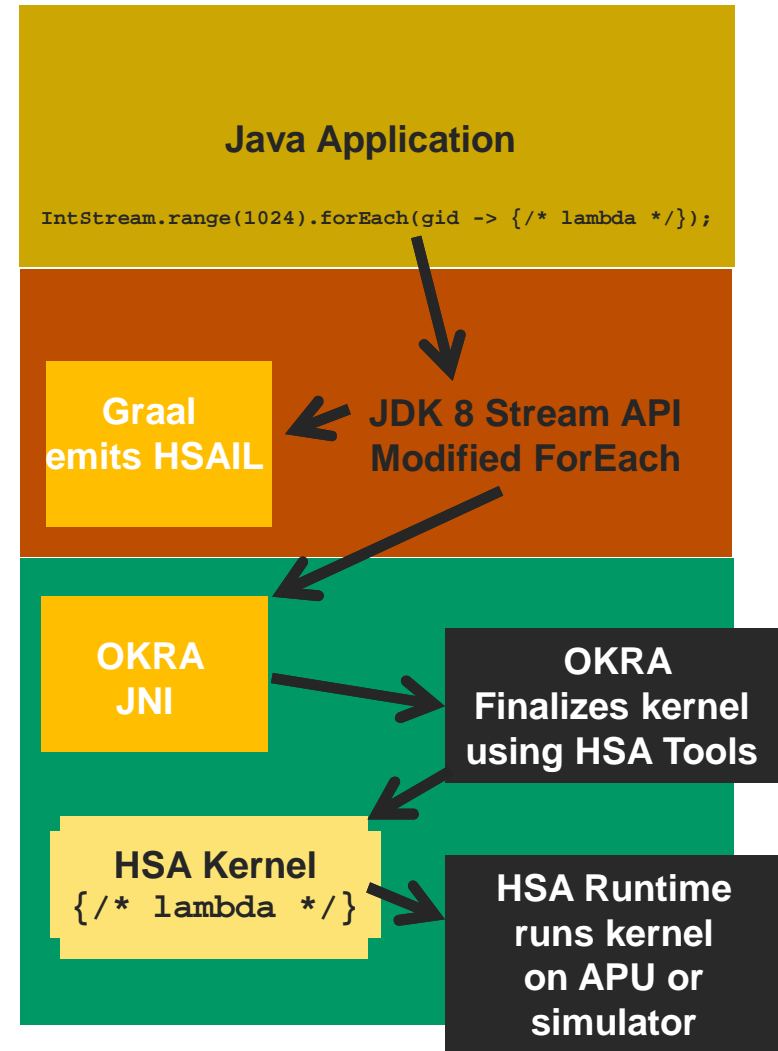 Java Application
IntStream.range(1024).forEach(gid -> {/* lambda */});
Graal
emits HSAIL
JDK 8 Stream API
Modified ForEach
OKRA
JNI
OKRA
Finalizes kernel
using HSA Tools
HSA Kernel
{/* lambda */}
HSA Runtime
runs kernel
on APU or
simulator